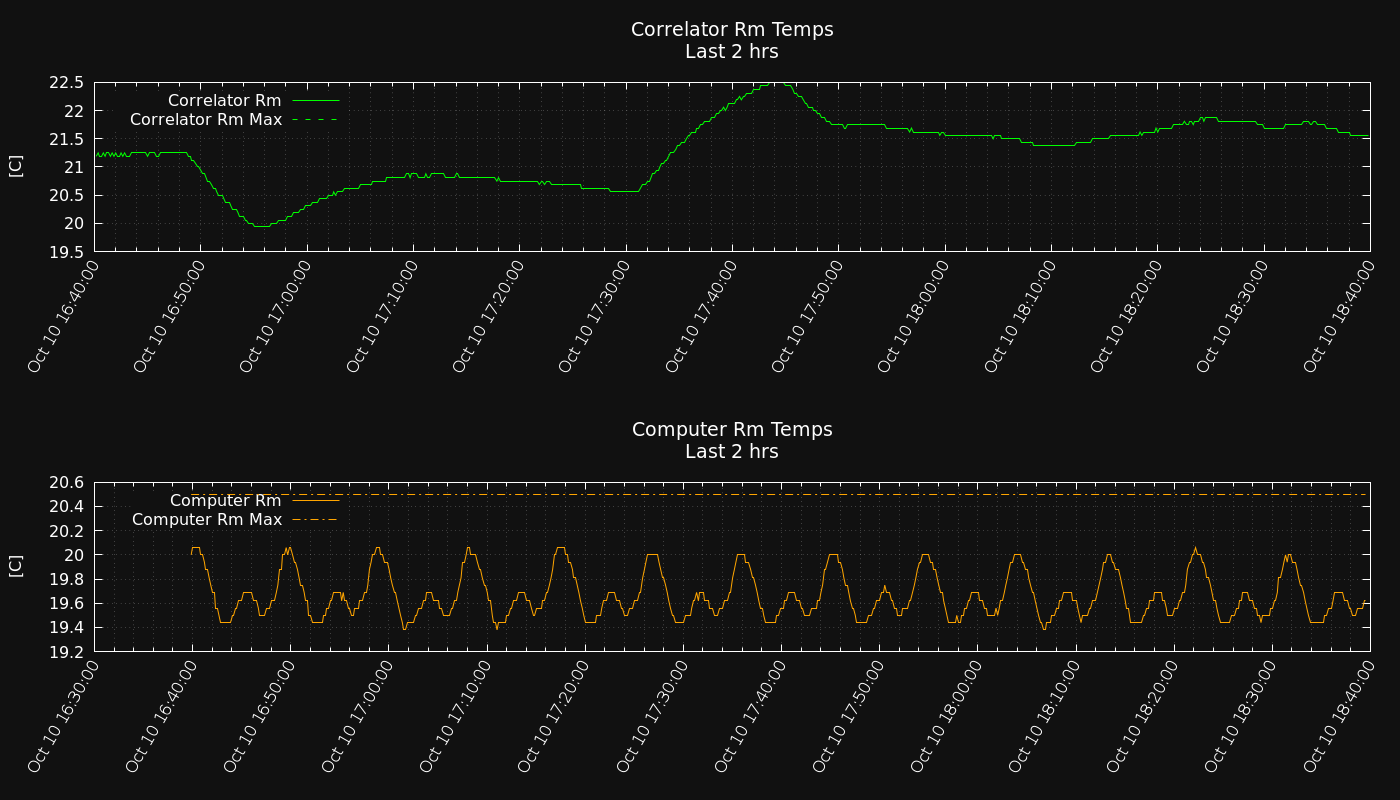 Correlator Rm Temps
Last 2 hrs
Correlator Rm
Correlator Rm Max
[C]
22.5
22
21.5
21
20.5
20
19.5
Oct 10 16:40:00
Oct 10 16:50:00
Oct 10 17:00:00
Oct 10 17:10:00
Oct 10 17:20:00
Oct 10 17:30:00
Oct 10 17:40:00
Oct 10 17:50:00
Oct 10 18:00:00
Oct 10 18:10:00
Oct 10 18:20:00
Oct 10 18:30:00
Oct 10 18:40:00
Computer Rm Temps
Last 2 hrs
Computer Rm
Computer Rm Max
[C]
20.6
20.4
20.2
20
19.8
19.6
19.4
19.2
Oct 10 16:30:00
Oct 10 16:40:00
Oct 10 16:50:00
Oct 10 17:00:00
Oct 10 17:10:00
Oct 10 17:20:00
Oct 10 17:30:00
Oct 10 17:40:00
Oct 10 17:50:00
Oct 10 18:00:00
Oct 10 18:10:00
Oct 10 18:20:00
Oct 10 18:30:00
Oct 10 18:40:00